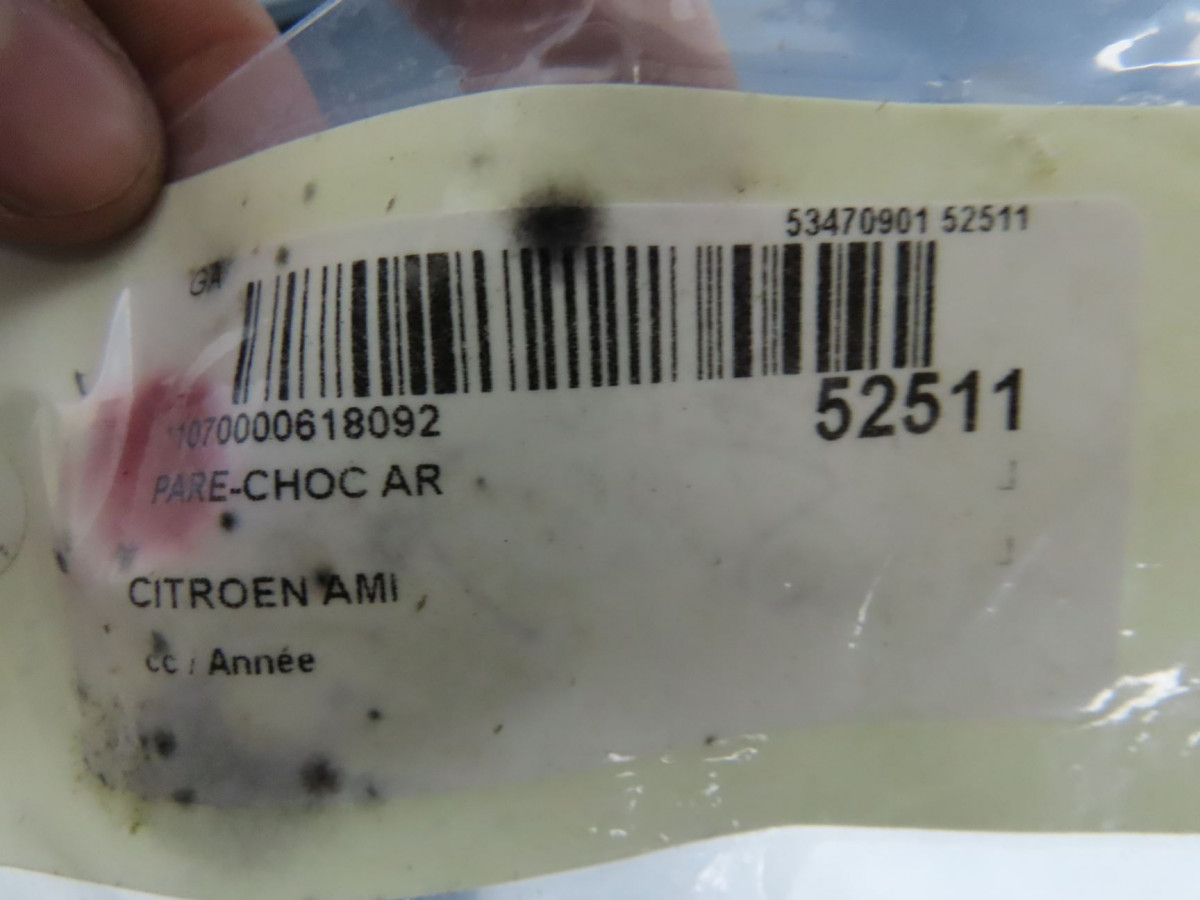 53470901 52511
GA
1070000618092
52511
PARE-CHOC AR
CITROEN AMI
cc / Année